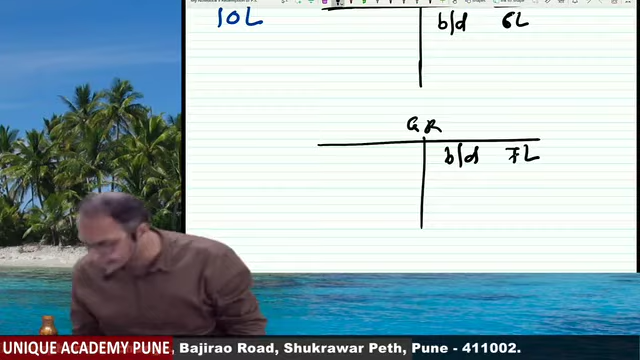 10L
b/d 6L
GR
b/d 7L
UNIQUE ACADEMY PUNE, Bajirao Road, Shukrawar Peth, Pune - 411002.